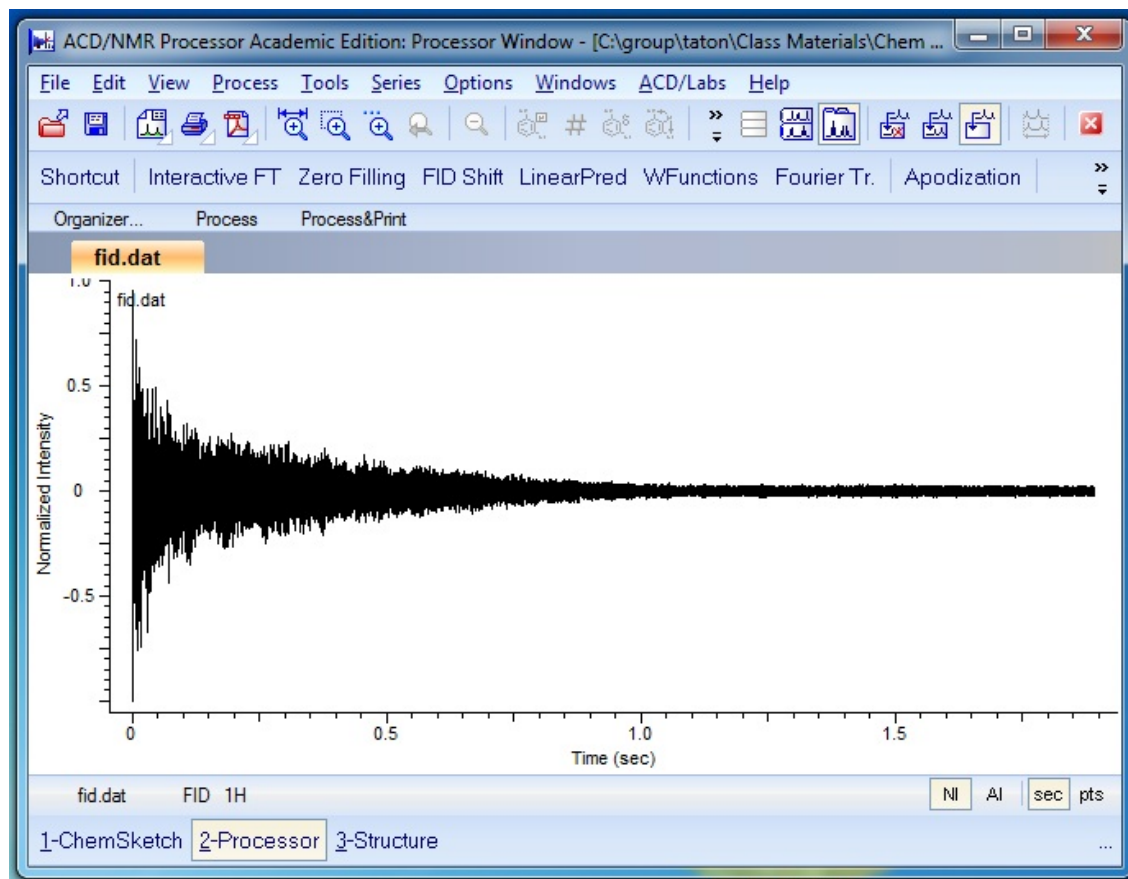 ACD/NMR Processor Academic Edition: Processor Window - [C:\group\taton\Class Materials\Chem ...
File Edit View Process Tools Series Options Windows ACD/Labs Help
Shortcut Interactive FT Zero Filling FID Shift LinearPred WFunctions Fourier Tr. Apodization
Organizer... Process Process&Print
fid.dat
1.0
fid.dat
0.5
Normalized Intensity
0
-0.5
0 0.5 1.0 1.5
Time (sec)
fid.dat FID 1H NI AI sec pts
1-ChemSketch 2-Processor 3-Structure ...